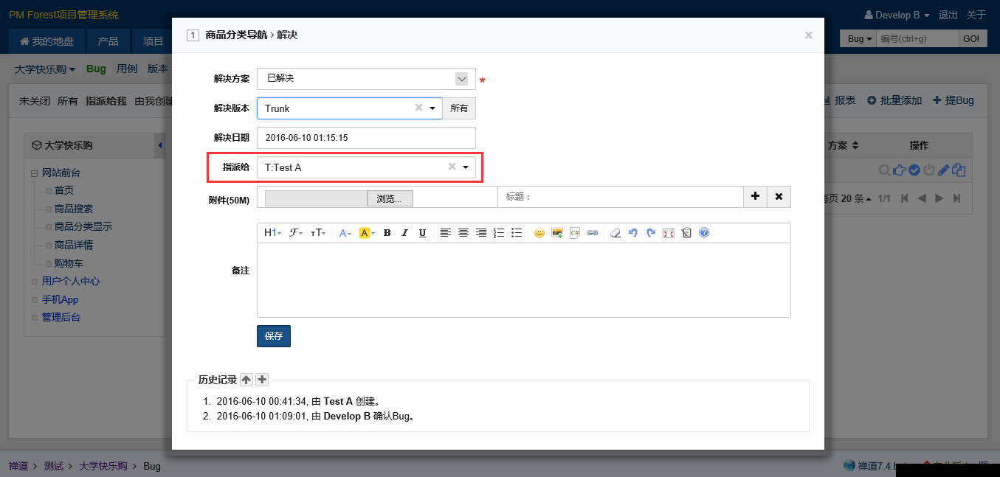 PM Forest项目管理系统
Develop B 退出 关于
我的地盘 产品 项目
Bug 编号(ctrl+g) GO!
大学快乐购 Bug 用例 版本
未关闭 所有 指派给我 由我创建
报表 批量添加 提Bug
大学快乐购
网站前台
首页
商品搜索
商品分类显示
商品详情
购物车
用户个人中心
手机App
管理后台
方案 操作
每页 20 条 1/1
1 商品分类导航 > 解决 ×
解决方案 已解决 *
解决版本 Trunk 所有
解决日期 2016-06-10 01:15:15
指派给 T:Test A
附件(50M) 浏览... 标题：
H1 ℱ тT A A B I U
备注
保存
历史记录
1. 2016-06-10 00:41:34, 由 Test A 创建。
2. 2016-06-10 01:09:01, 由 Develop B 确认Bug。
禅道 > 测试 > 大学快乐购 > Bug
禅道7.4.b